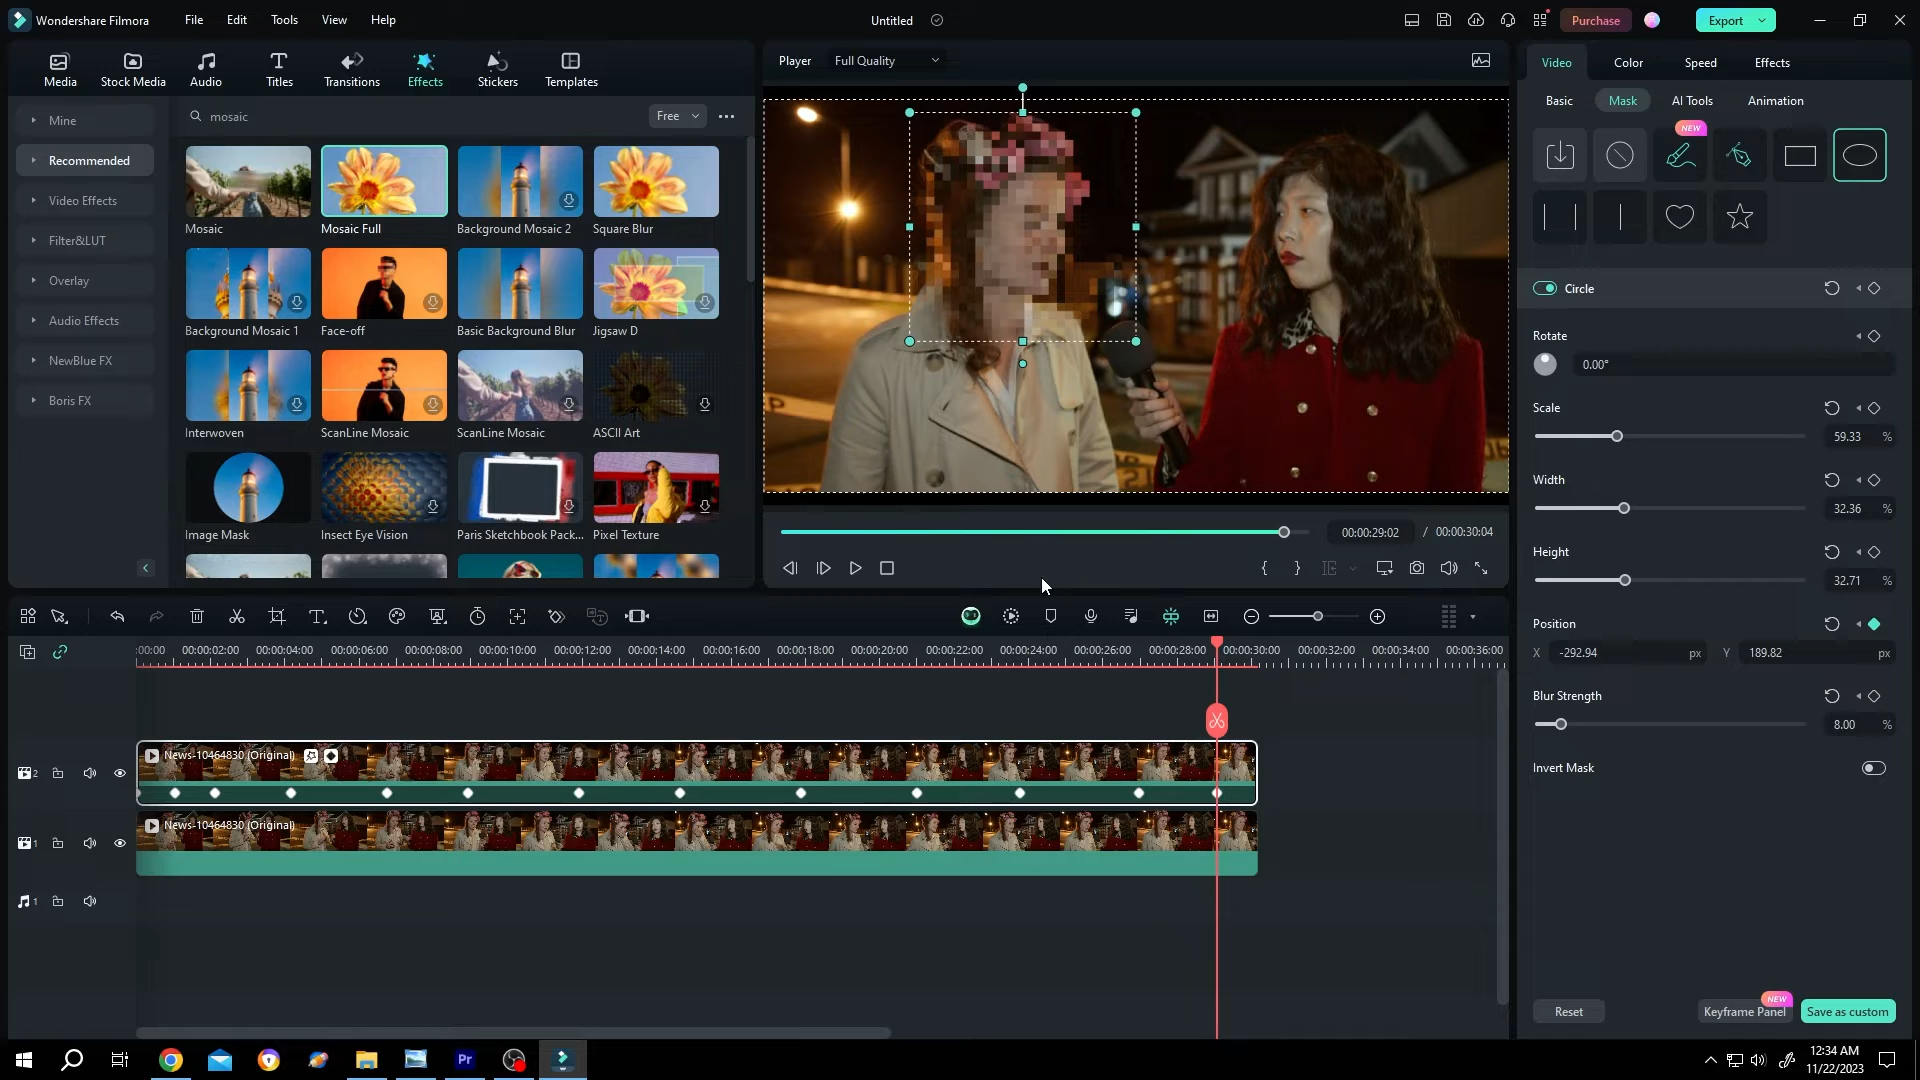 Wondershare Filmora
File Edit Tools View Help
Untitled
Purchase
Export
Media
Stock Media
Audio
Titles
Transitions
Effects
Stickers
Templates
Mine
Recommended
Video Effects
Filter&LUT
Overlay
Audio Effects
NewBlue FX
Boris FX
mosaic
Free
Mosaic
Mosaic Full
Background Mosaic 2
Square Blur
Background Mosaic 1
Face-off
Basic Background Blur
Jigsaw D
Interwoven
ScanLine Mosaic
ScanLine Mosaic
ASCII Art
Image Mask
Insect Eye Vision
Paris Sketchbook Pack...
Pixel Texture
Player
Full Quality
00:00:29:02 / 00:00:30:04
Video Color Speed Effects
Basic Mask AI Tools Animation
NEW
Circle
Rotate
0.00°
Scale
59.33 %
Width
32.36 %
Height
32.71 %
Position
X -292.94 px Y 189.82 px
Blur Strength
8.00 %
Invert Mask
Reset
NEW
Keyframe Panel
Save as custom
:00:00 00:00:02:00 00:00:04:00 00:00:06:00 00:00:08:00 00:00:10:00 00:00:12:00 00:00:14:00 00:00:16:00 00:00:18:00 00:00:20:00 00:00:22:00 00:00:24:00 00:00:26:00 00:00:28:00 00:00:30:00 00:00:32:00 00:00:34:00 00:00:36:00
2
News-10464830 (Original)
1
News-10464830 (Original)
1
Pr
12:34 AM
11/22/2023